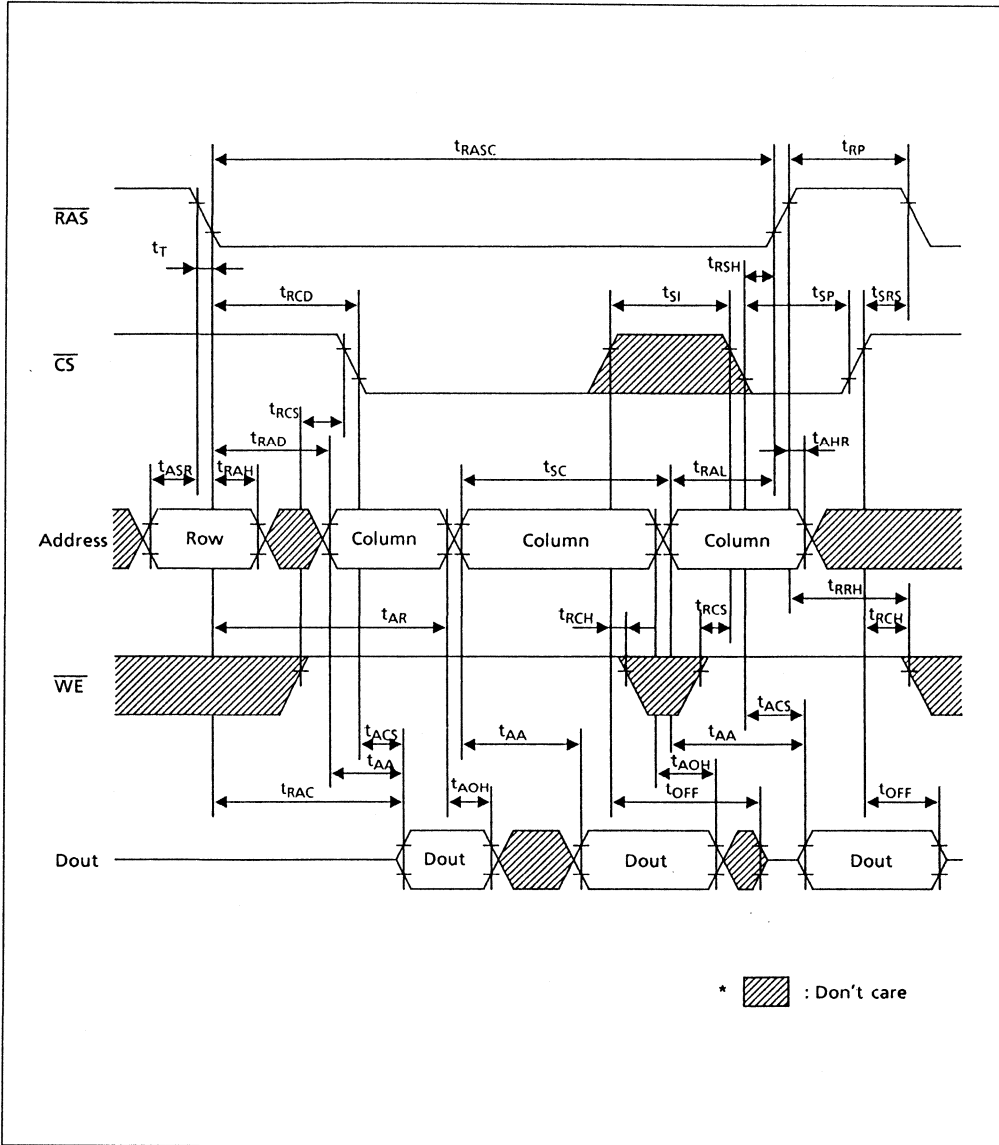 tRASC
tRP
RAS
tT
tRSH
tRCD
tSI
tSP
tSRS
CS
tRCS
tRAD
tAHR
tASR
tRAH
tSC
tRAL
Address
Row
Column
Column
Column
tRRH
tAR
tRCH
tRCS
tRCH
WE
tACS
tACS
tAA
tAA
tAA
tRAC
tAOH
tAOH
tOFF
tOFF
Dout
Dout
Dout
Dout
* : Don't care